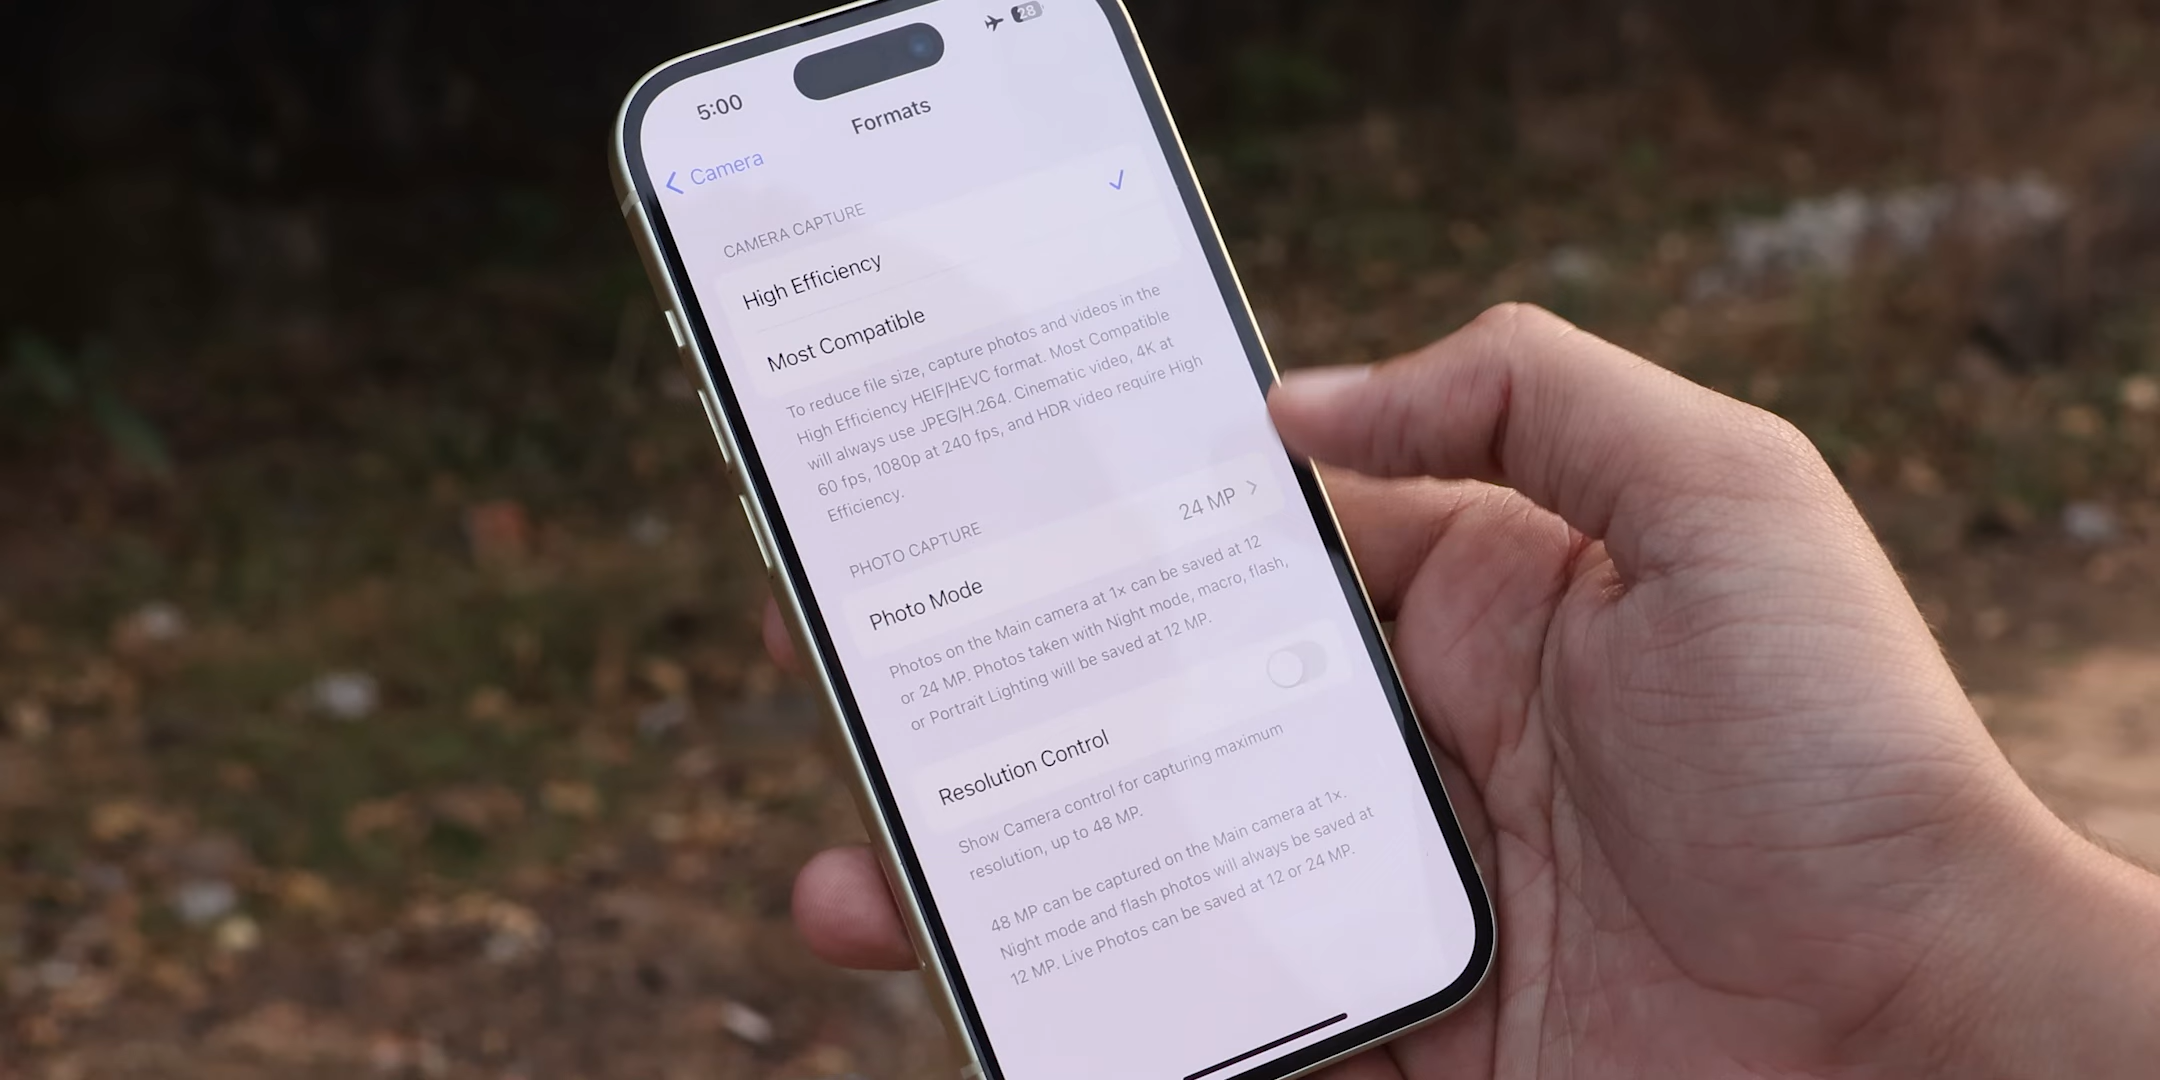 5:00
28
Formats
Camera
CAMERA CAPTURE
High Efficiency
Most Compatible
To reduce file size, capture photos and videos in the
High Efficiency HEIF/HEVC format. Most Compatible
will always use JPEG/H.264. Cinematic video, 4K at
60 fps, 1080p at 240 fps, and HDR video require High
Efficiency.
PHOTO CAPTURE
Photo Mode 24 MP
Photos on the Main camera at 1x can be saved at 12
or 24 MP. Photos taken with Night mode, macro, flash,
or Portrait Lighting will be saved at 12 MP.
Resolution Control
Show Camera control for capturing maximum
resolution, up to 48 MP.
48 MP can be captured on the Main camera at 1x.
Night mode and flash photos will always be saved at
12 MP. Live Photos can be saved at 12 or 24 MP.